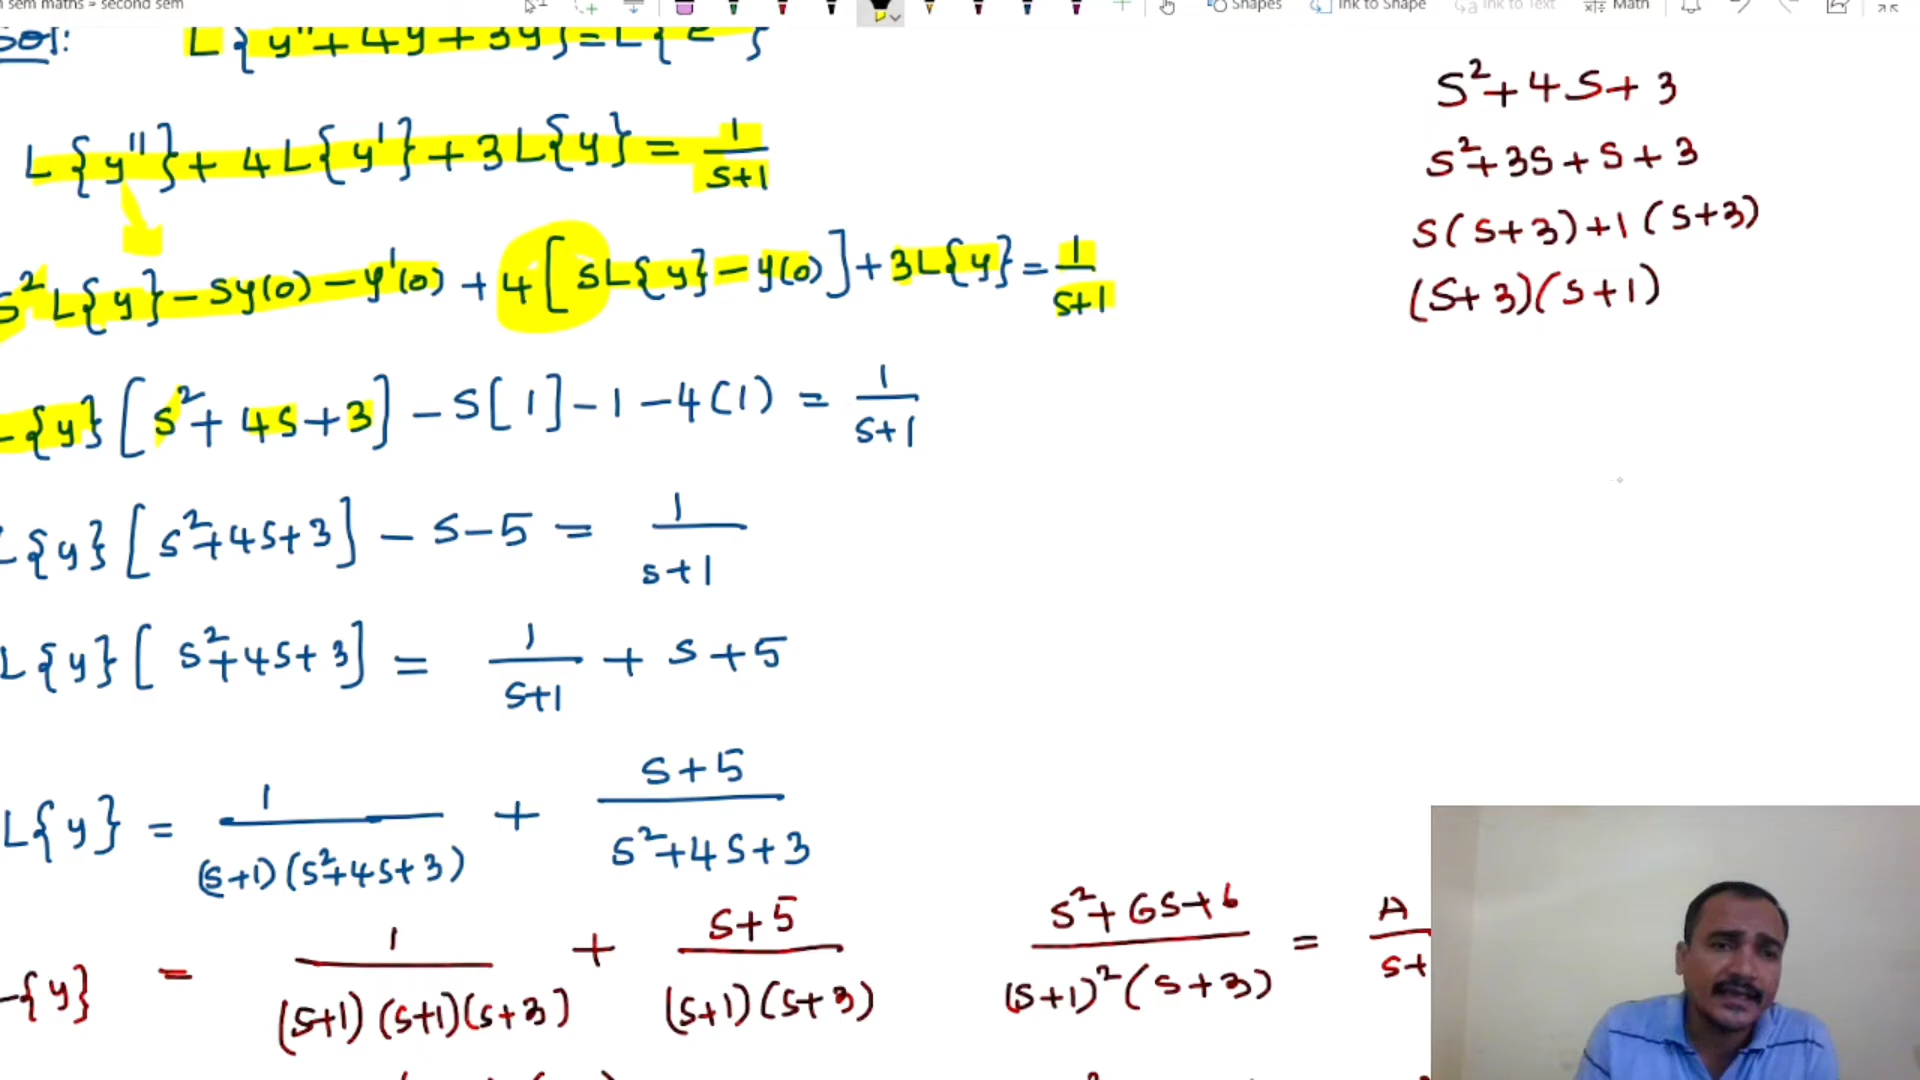 sem maths > second sem
Shapes Ink to Shape Ink to Text Math
Sol: L{y"+4y+3y}=L{e }
L{y"}+4L{y'}+3L{y} = 1/(s+1)
s²L{y}-sy(0)-y'(0)+4[sL{y}-y(0)]+3L{y}=1/(s+1)
L{y}[s²+4s+3]-s[1]-1-4(1) = 1/(s+1)
L{y}[s²+4s+3]-s-5 = 1/(s+1)
L{y}[s²+4s+3] = 1/(s+1) + s+5
L{y} = 1/((s+1)(s²+4s+3)) + (s+5)/(s²+4s+3)
L{y} = 1/((s+1)(s+1)(s+3)) + (s+5)/((s+1)(s+3))
s²+4s+3
s²+3s+s+3
s(s+3)+1(s+3)
(s+3)(s+1)
(s²+6s+6)/((s+1)²(s+3)) = A/(s+